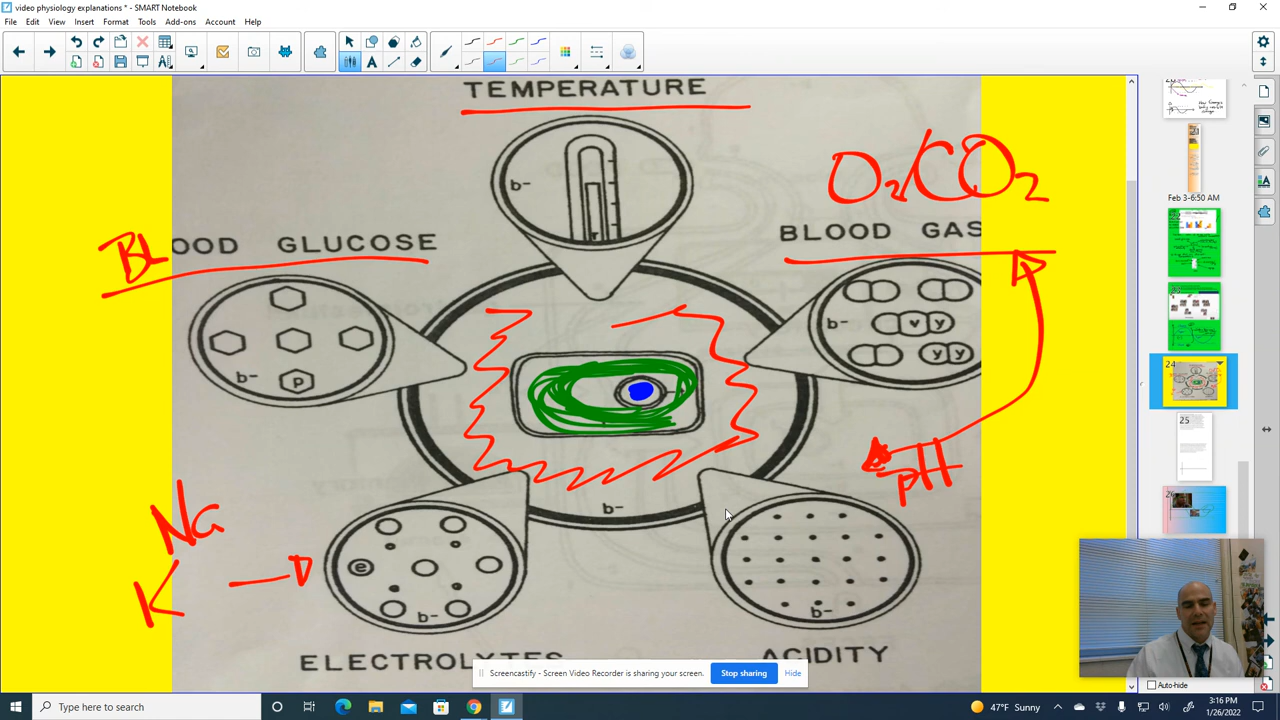 video physiology explanations * - SMART Notebook
File Edit View Insert Format Tools Add-ons Account Help
TEMPERATURE
b-
O2/CO2
BLOOD GAS
BLOOD GLUCOSE
b-
v y
y y
b-
p
pH
b-
Na
K
e
b-
b-
ELECTROLYTES
ACIDITY
Feb 3-6:50 AM
24
25
Screencastify - Screen Video Recorder is sharing your screen.
Stop sharing
Hide
Auto-hide
Type here to search
47°F Sunny
3:16 PM
1/26/2022